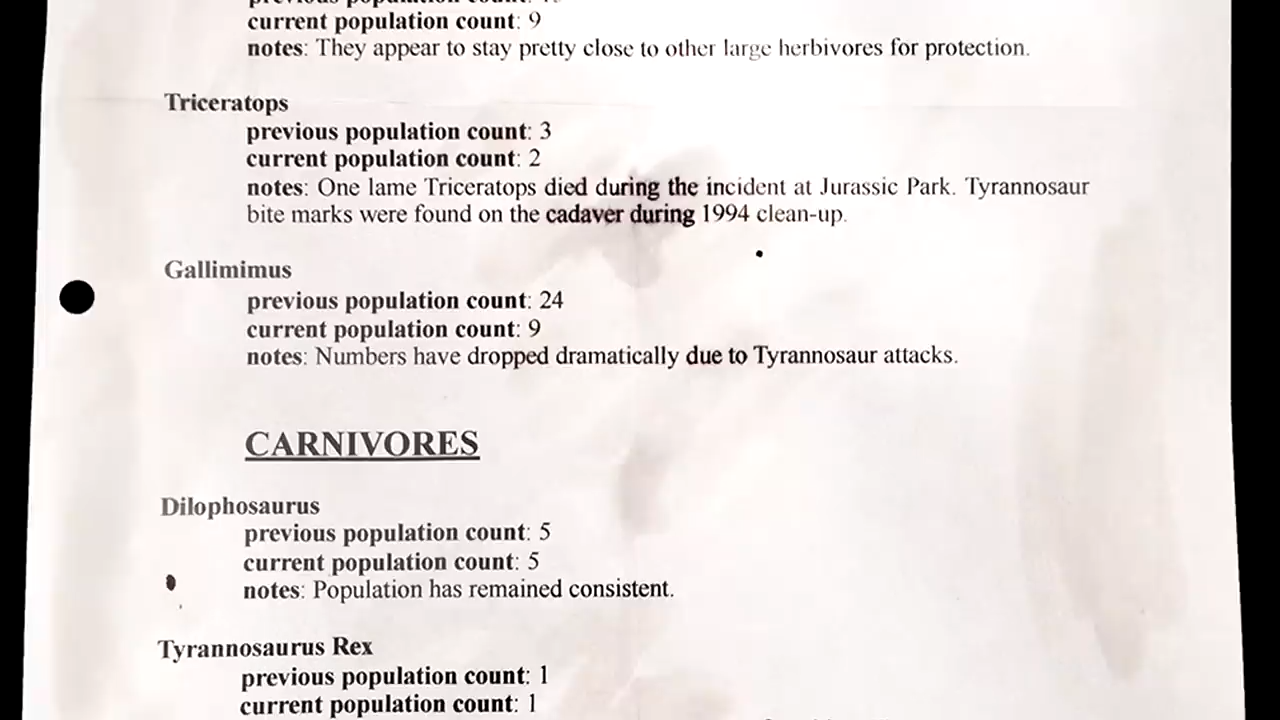 previous population count:
current population count: 9
notes: They appear to stay pretty close to other large herbivores for protection.
Triceratops
previous population count: 3
current population count: 2
notes: One lame Triceratops died during the incident at Jurassic Park. Tyrannosaur
bite marks were found on the cadaver during 1994 clean-up.
Gallimimus
previous population count: 24
current population count: 9
notes: Numbers have dropped dramatically due to Tyrannosaur attacks.
CARNIVORES
Dilophosaurus
previous population count: 5
current population count: 5
notes: Population has remained consistent.
Tyrannosaurus Rex
previous population count: 1
current population count: 1